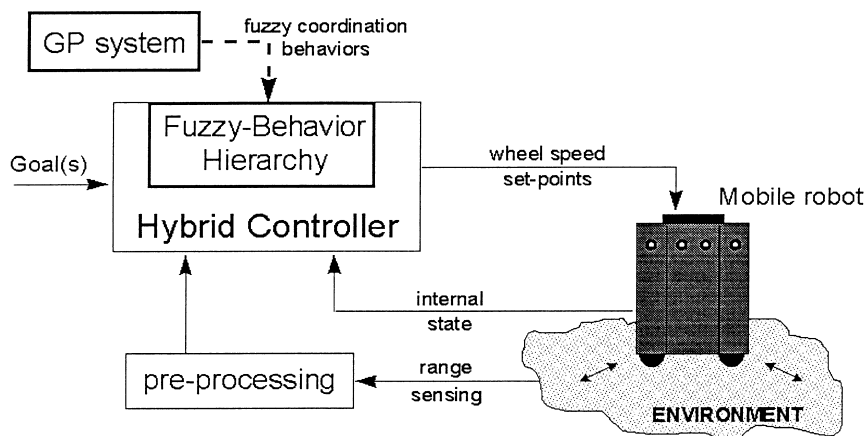 GP system
fuzzy coordination
behaviors
Fuzzy-Behavior
Hierarchy
Goal(s)
Hybrid Controller
wheel speed
set-points
Mobile robot
internal
state
pre-processing
range
sensing
ENVIRONMENT